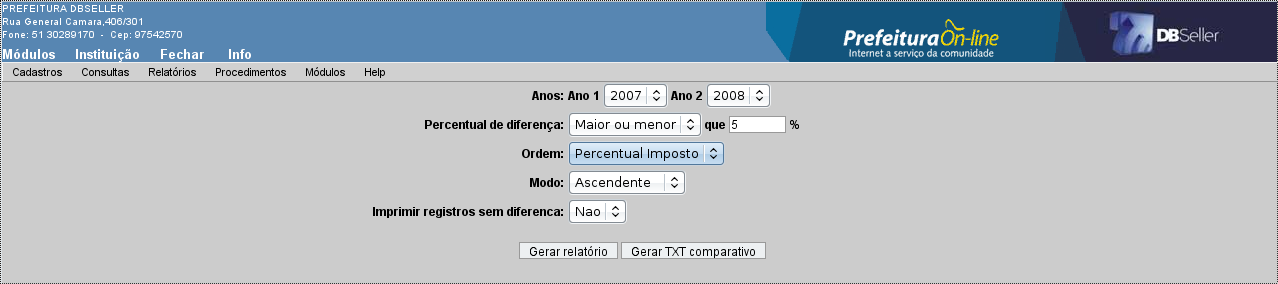 PREFEITURA DBSELLER
Rua General Camara,406/301
Fone: 51 30289170 - Cep: 97542570
Módulos Instituição Fechar Info
Prefeitura On-line
Internet a serviço da comunidade
DBSeller
Cadastros Consultas Relatórios Procedimentos Módulos Help
Anos: Ano 1 2007 Ano 2 2008
Percentual de diferença: Maior ou menor que 5 %
Ordem: Percentual Imposto
Modo: Ascendente
Imprimir registros sem diferenca: Nao
Gerar relatório Gerar TXT comparativo